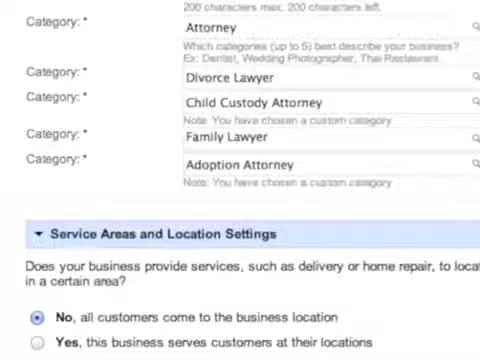 200 characters max, 200 characters left.
Category: * Attorney
Which categories (up to 5) best describe your business?
Ex: Dentist, Wedding Photographer, Thai Restaurant
Category: * Divorce Lawyer
Category: * Child Custody Attorney
Note: You have chosen a custom category
Category: * Family Lawyer
Category: * Adoption Attorney
Note: You have chosen a custom category
Service Areas and Location Settings
Does your business provide services, such as delivery or home repair, to locat
in a certain area?
No, all customers come to the business location
Yes, this business serves customers at their locations